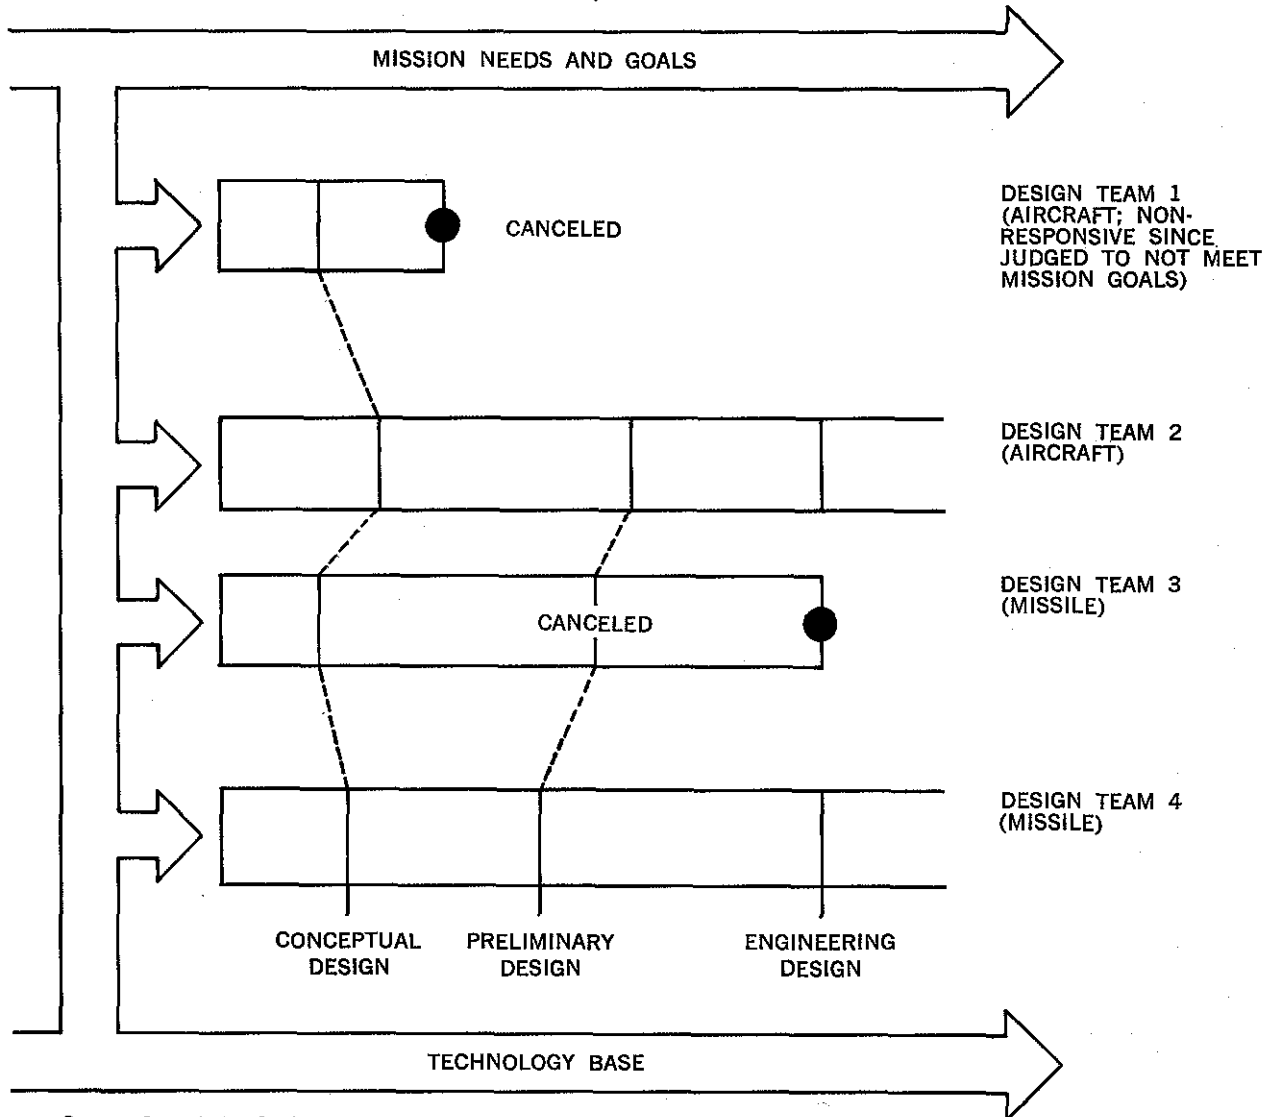 MISSION NEEDS AND GOALS
CANCELED
DESIGN TEAM 1
(AIRCRAFT; NON-
RESPONSIVE SINCE
JUDGED TO NOT MEET
MISSION GOALS)
DESIGN TEAM 2
(AIRCRAFT)
CANCELED
DESIGN TEAM 3
(MISSILE)
DESIGN TEAM 4
(MISSILE)
CONCEPTUAL
DESIGN
PRELIMINARY
DESIGN
ENGINEERING
DESIGN
TECHNOLOGY BASE